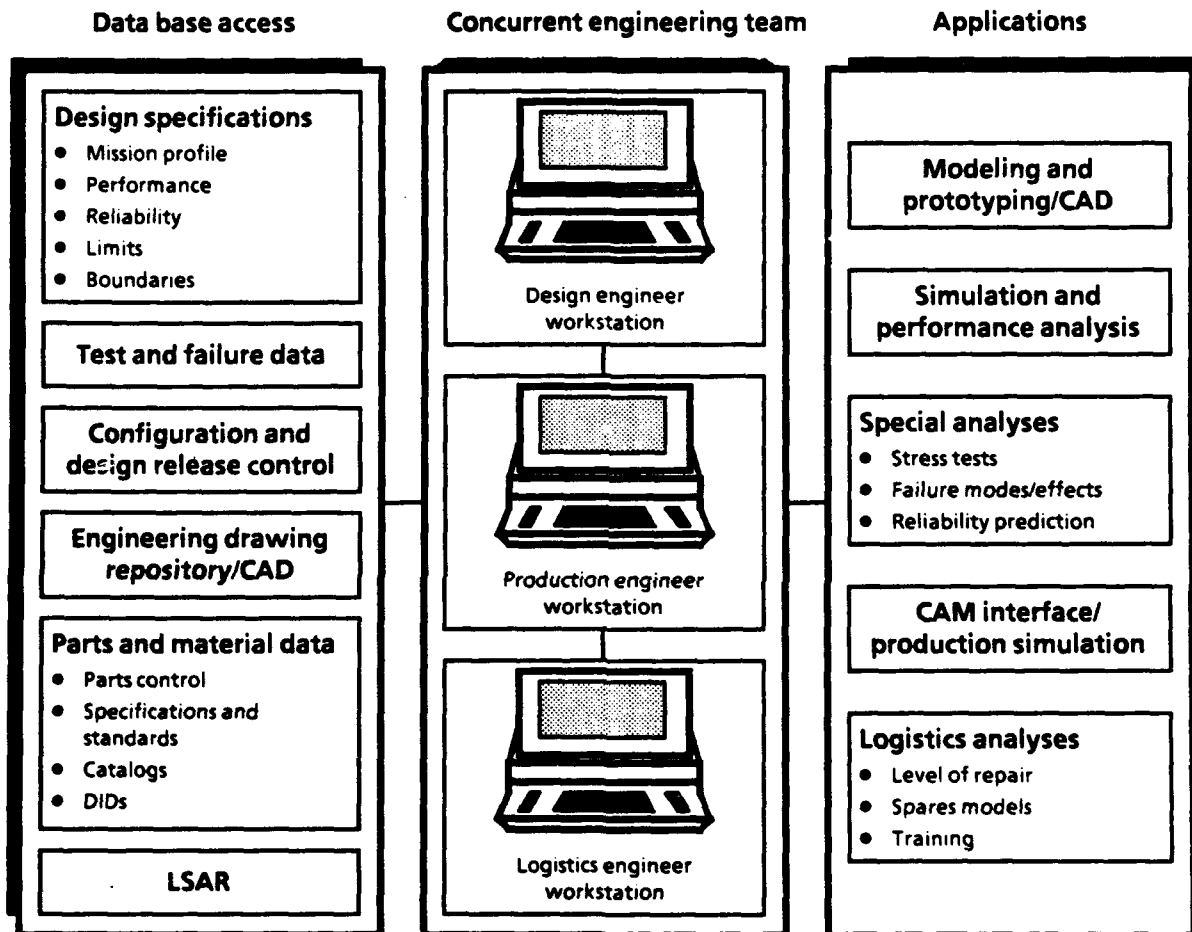 Data base access
Design specifications
• Mission profile
• Performance
• Reliability
• Limits
• Boundaries
Test and failure data
Configuration and
design release control
Engineering drawing
repository/CAD
Parts and material data
• Parts control
• Specifications and
standards
• Catalogs
• DIDs
LSAR
Concurrent engineering team
Design engineer
workstation
Production engineer
workstation
Logistics engineer
workstation
Applications
Modeling and
prototyping/CAD
Simulation and
performance analysis
Special analyses
• Stress tests
• Failure modes/effects
• Reliability prediction
CAM interface/
production simulation
Logistics analyses
• Level of repair
• Spares models
• Training